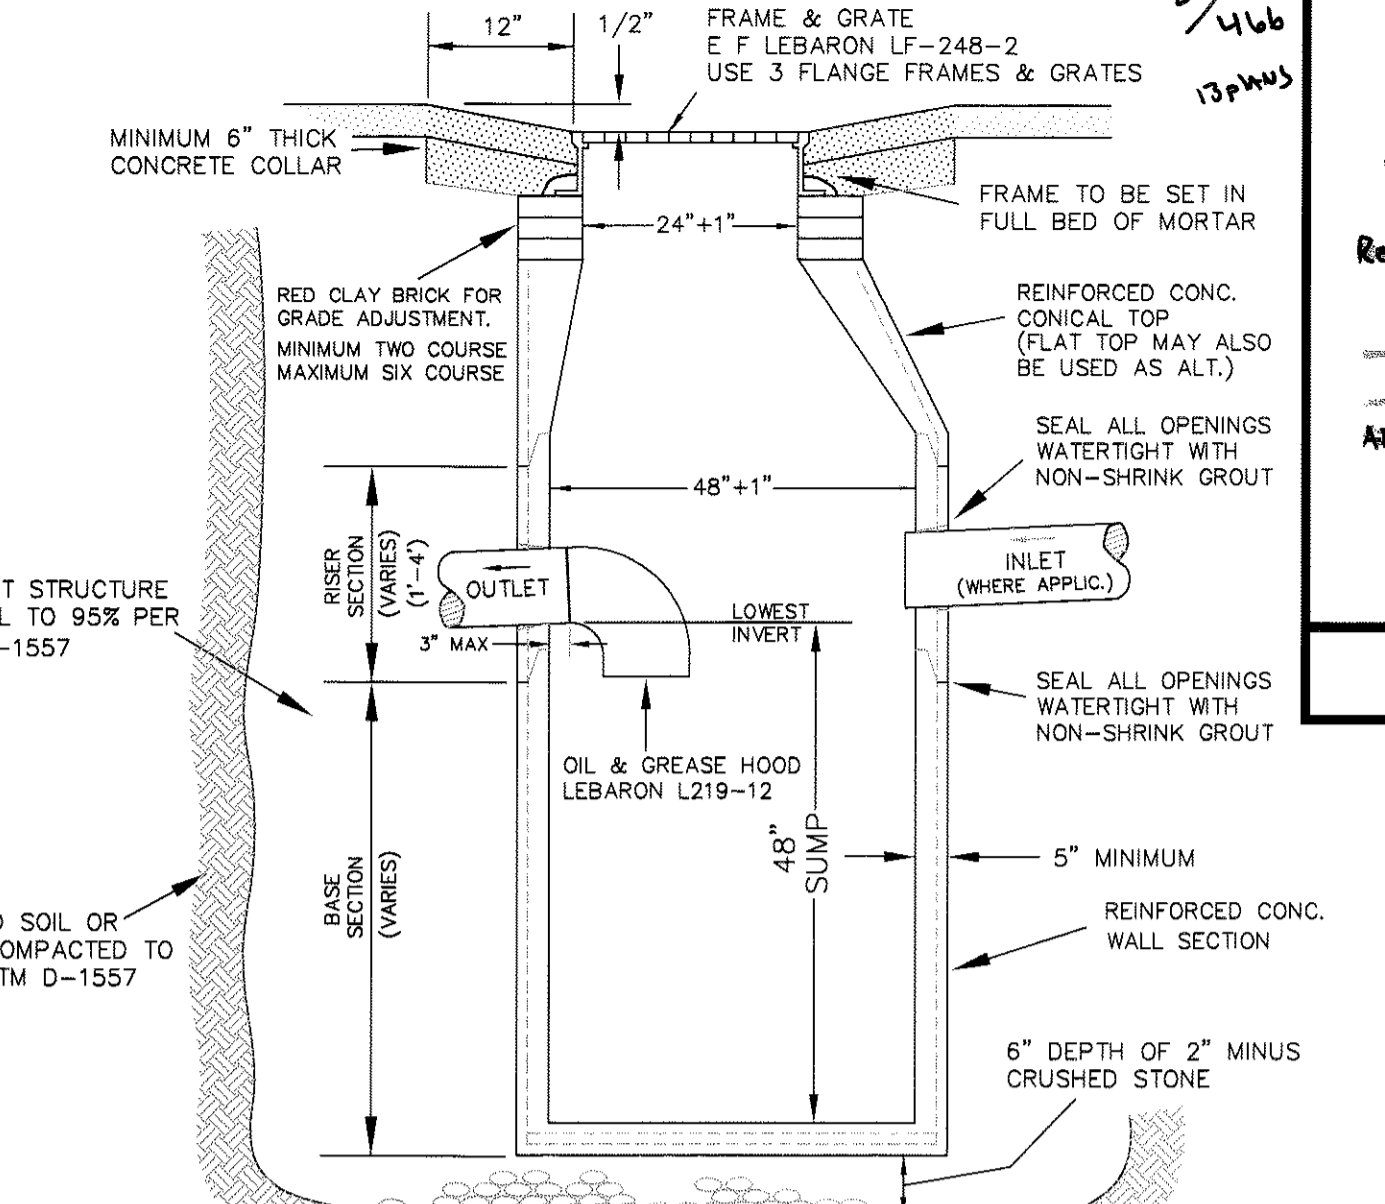 12"
1/2"
FRAME & GRATE
E F LEBARON LF-248-2
USE 3 FLANGE FRAMES & GRATES
/466
13 plans
MINIMUM 6" THICK
CONCRETE COLLAR
FRAME TO BE SET IN
FULL BED OF MORTAR
24"+1"
RED CLAY BRICK FOR
GRADE ADJUSTMENT.
MINIMUM TWO COURSE
MAXIMUM SIX COURSE
REINFORCED CONC.
CONICAL TOP
(FLAT TOP MAY ALSO
BE USED AS ALT.)
SEAL ALL OPENINGS
WATERTIGHT WITH
NON-SHRINK GROUT
48"+1"
RISER
SECTION
(VARIES)
(1'-4')
OUTLET
INLET
(WHERE APPLIC.)
T STRUCTURE
L TO 95% PER
-1557
3" MAX
LOWEST
INVERT
SEAL ALL OPENINGS
WATERTIGHT WITH
NON-SHRINK GROUT
OIL & GREASE HOOD
LEBARON L219-12
48"
SUMP
5" MINIMUM
BASE
SECTION
(VARIES)
SOIL OR
OMPACTED TO
TM D-1557
REINFORCED CONC.
WALL SECTION
6" DEPTH OF 2" MINUS
CRUSHED STONE